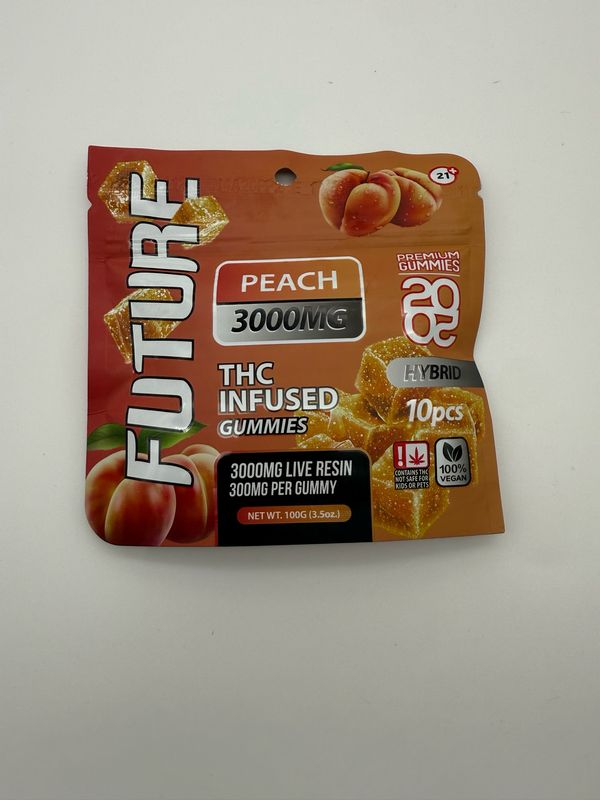 FUTURE
21+
PEACH
3000MG
PREMIUM
GUMMIES
2002
HYBRID
THC
INFUSED
GUMMIES
10pcs
3000MG LIVE RESIN
300MG PER GUMMY
NET WT. 100G (3.5oz.)
!
CONTAINS THC
NOT SAFE FOR
KIDS OR PETS
100%
VEGAN